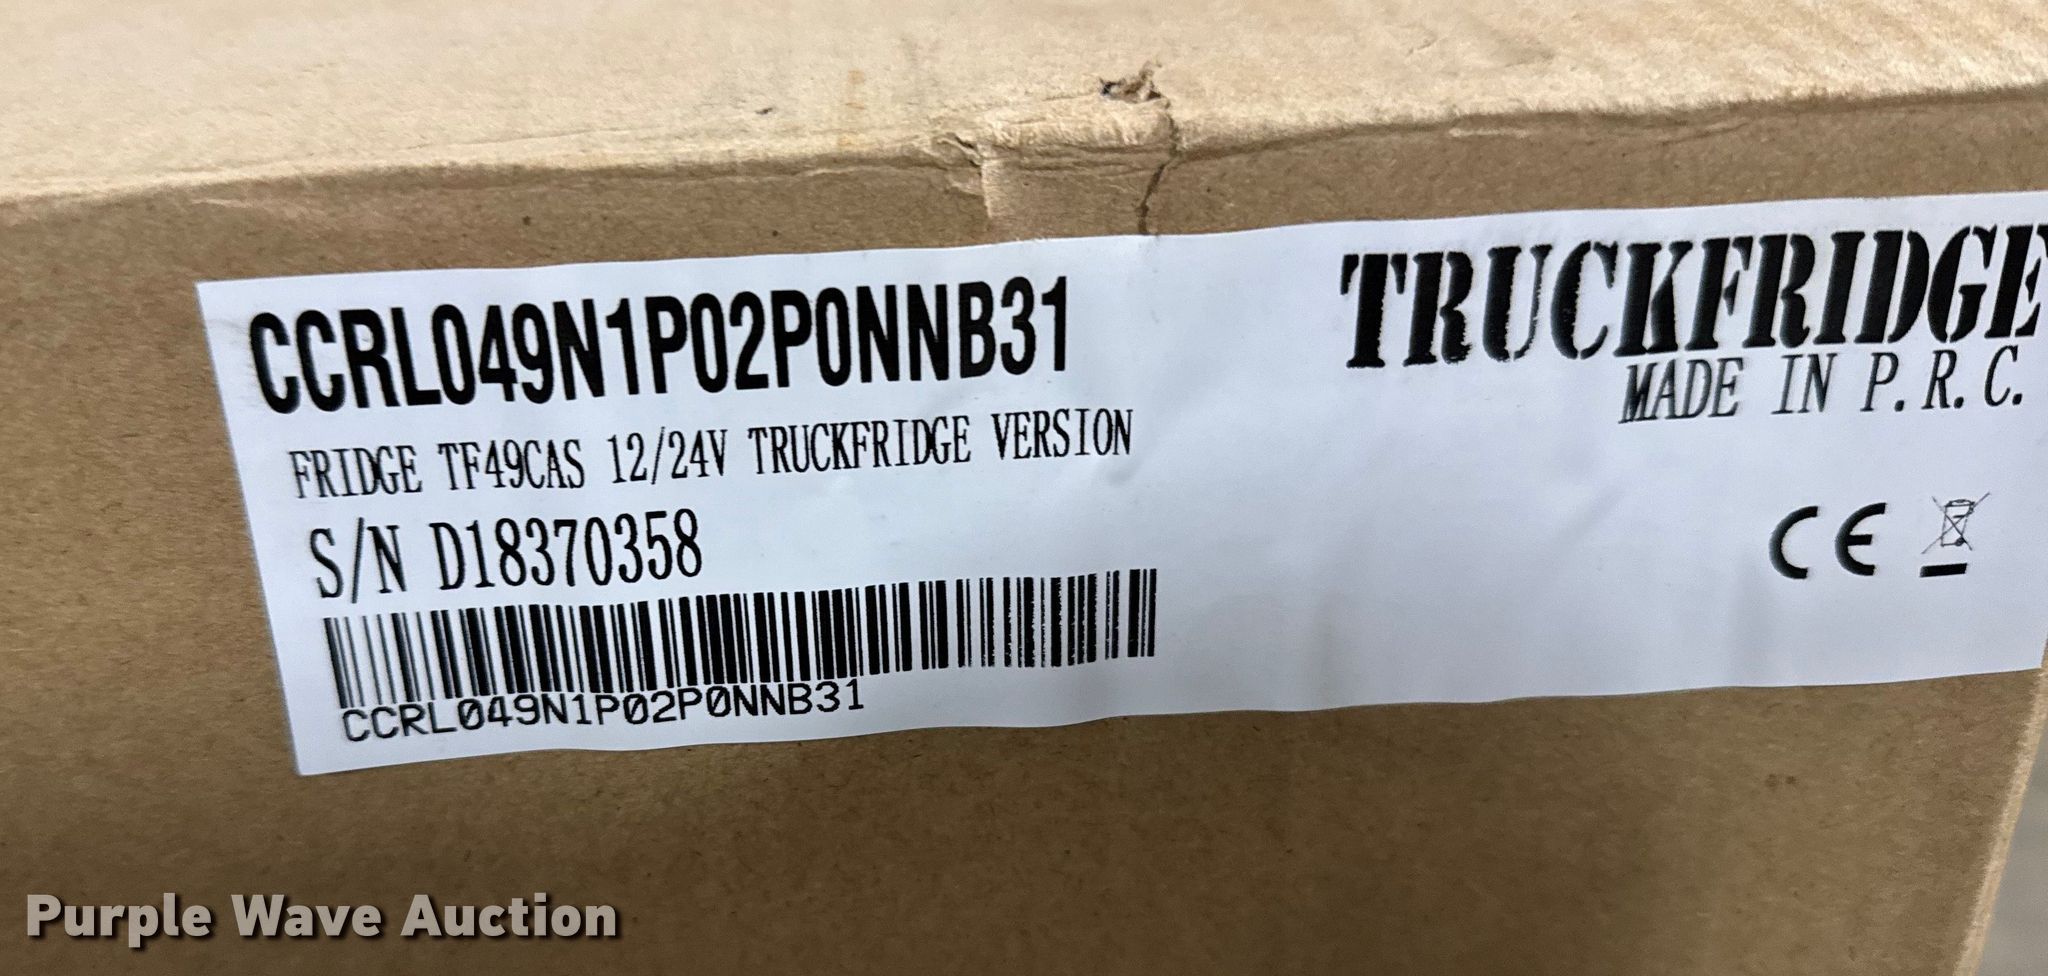 CCRL049N1P02P0NNB31
FRIDGE TF49CAS 12/24V TRUCKFRIDGE VERSION
S/N D18370358
CCRL049N1P02P0NNB31
TRUCKFRIDGE
MADE IN P.R.C.
CE
Purple Wave Auction